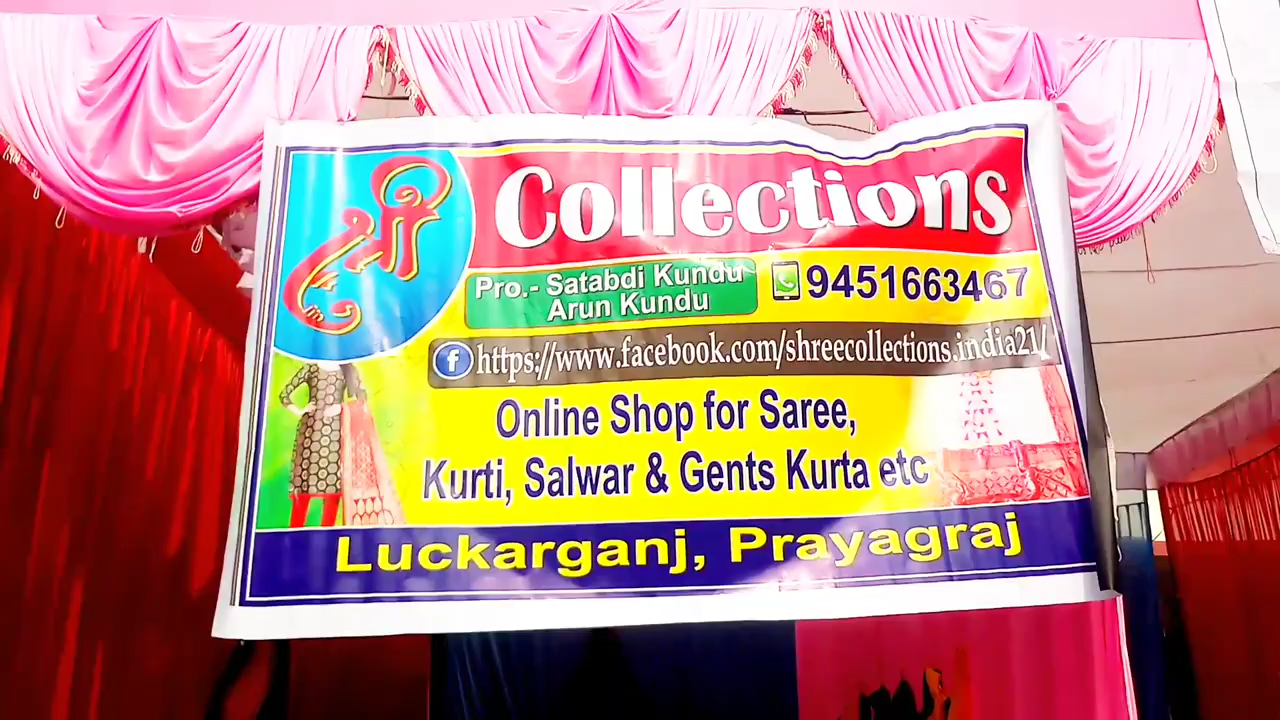 श्री Collections
Pro.- Satabdi Kundu
Arun Kundu
9451663467
https://www.facebook.com/shreecollections.india21/
Online Shop for Saree,
Kurti, Salwar & Gents Kurta etc
Luckarganj, Prayagraj